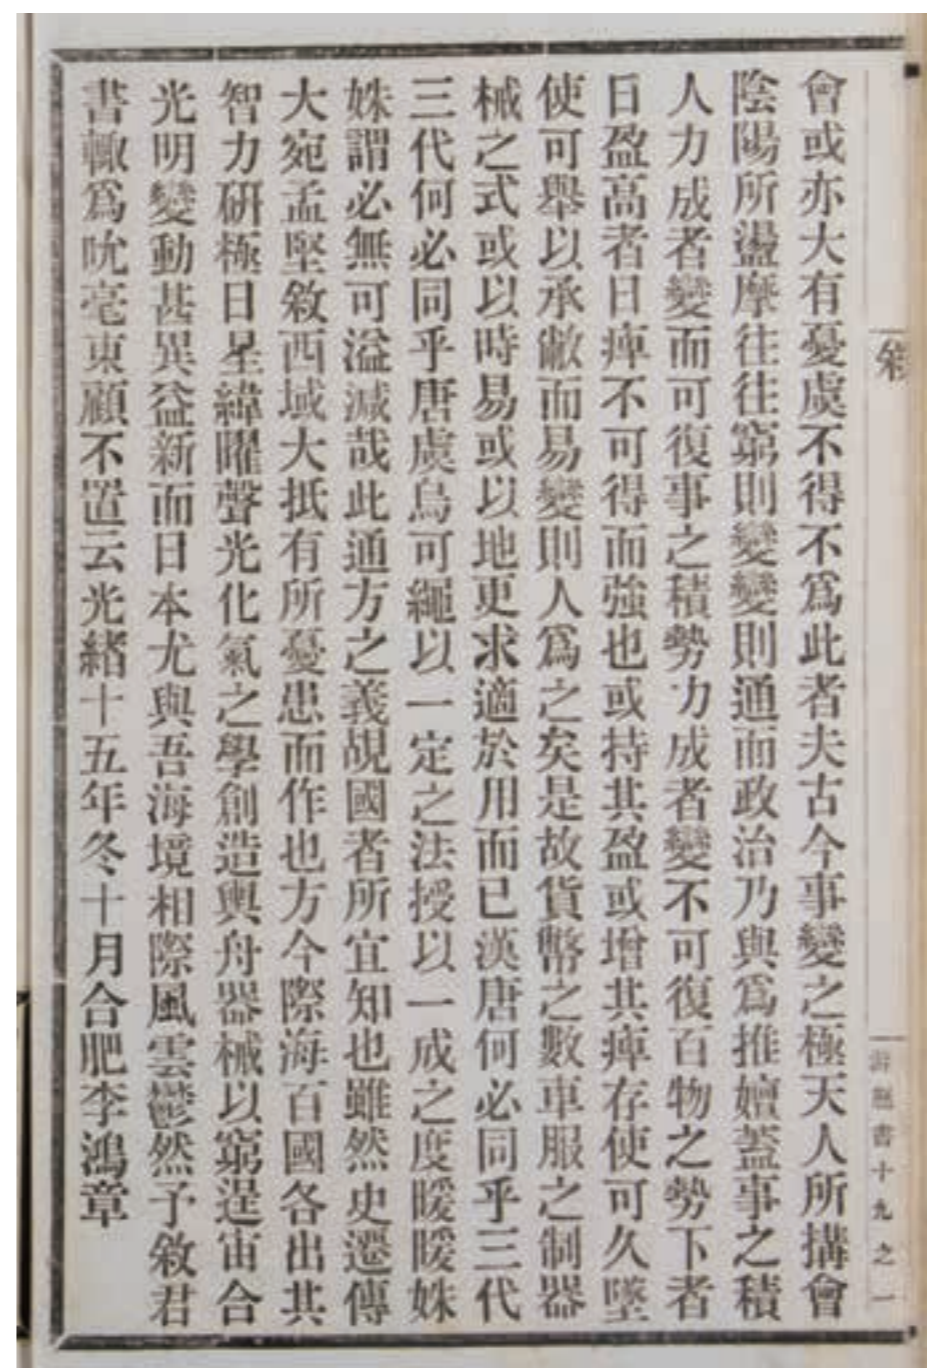 敘
游歷書十九之一
會或亦大有憂虞不得不爲此者夫古今事變之極天人所搆會
陰陽所盪摩往往窮則變變則通而政治乃與爲推嬗蓋事之積
人力成者變而可復事之積勢力成者變不可復百物之勢下者
日盈高者日痺不可得而強也或持其盈或增其痺存使可久墜
使可舉以承敝而易變則人爲之矣是故貨幣之數車服之制器
械之式或以時易或以地更求適於用而已漢唐何必同乎三代
三代何必同乎唐虞烏可繩以一定之法授以一成之度暖暖姝
姝謂必無可溢減哉此通方之義覘國者所宜知也雖然史遷傳
大宛孟堅敘西域大抵有所憂患而作也方今際海百國各出其
智力研極日星緯曜聲光化氣之學創造輿舟器械以窮逞宙合
光明變動甚異益新而日本尤與吾海境相際風雲鬱然予敘君
書輙爲吮毫東顧不置云光緒十五年冬十月合肥李鴻章